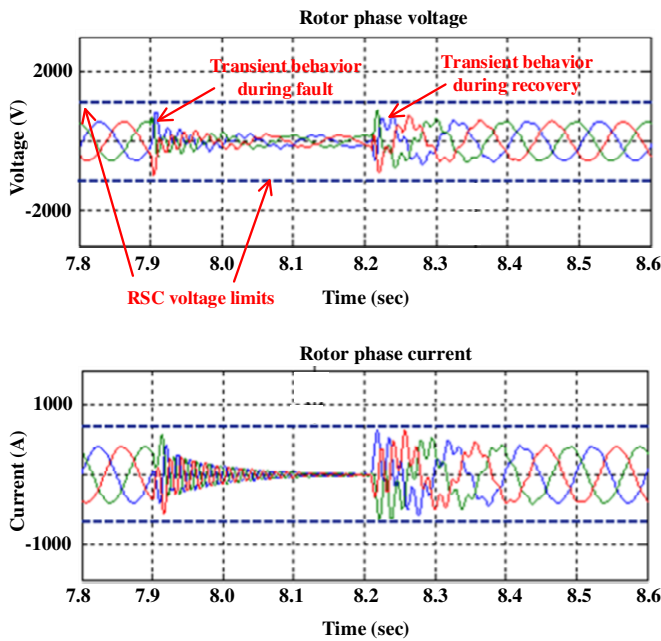 Rotor phase voltage
2000
Transient behavior
during fault
Transient behavior
during recovery
Voltage (V)
-2000
7.8 7.9 8.0 8.1 8.2 8.3 8.4 8.5 8.6
RSC voltage limits
Time (sec)
Rotor phase current
1000
Current (A)
-1000
7.8 7.9 8.0 8.1 8.2 8.3 8.4 8.5 8.6
Time (sec)